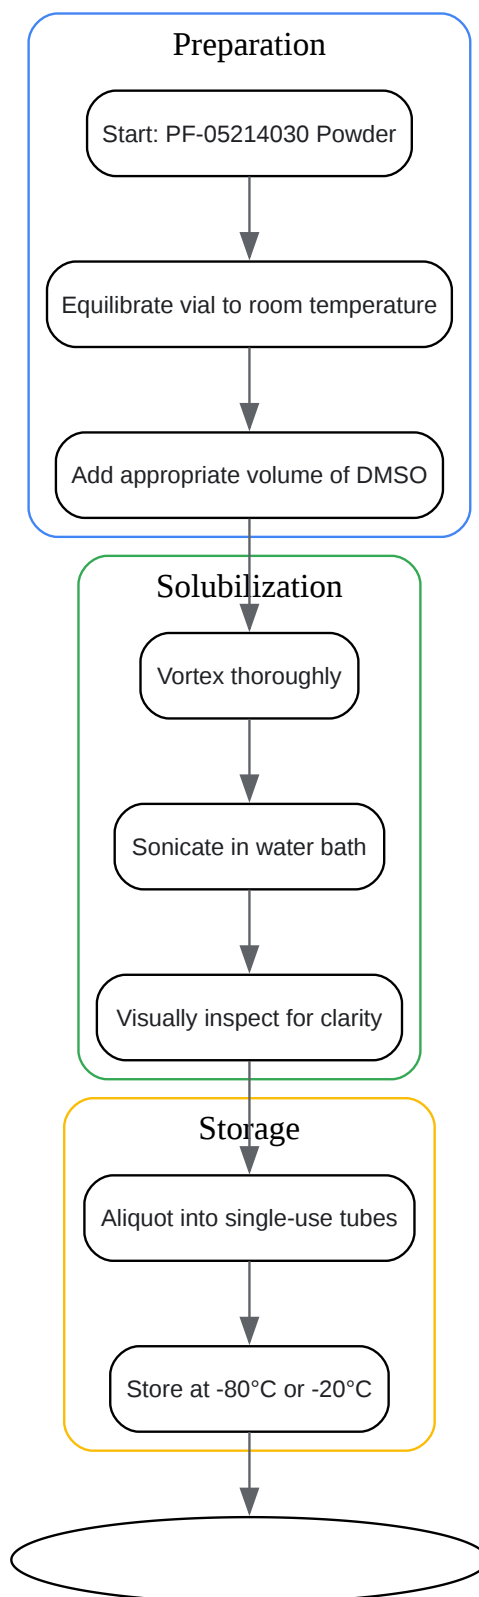 Preparation
Start: PF-05214030 Powder
Equilibrate vial to room temperature
Add appropriate volume of DMSO
Solubilization
Vortex thoroughly
Sonicate in water bath
Visually inspect for clarity
Storage
Aliquot into single-use tubes
Store at -80°C or -20°C